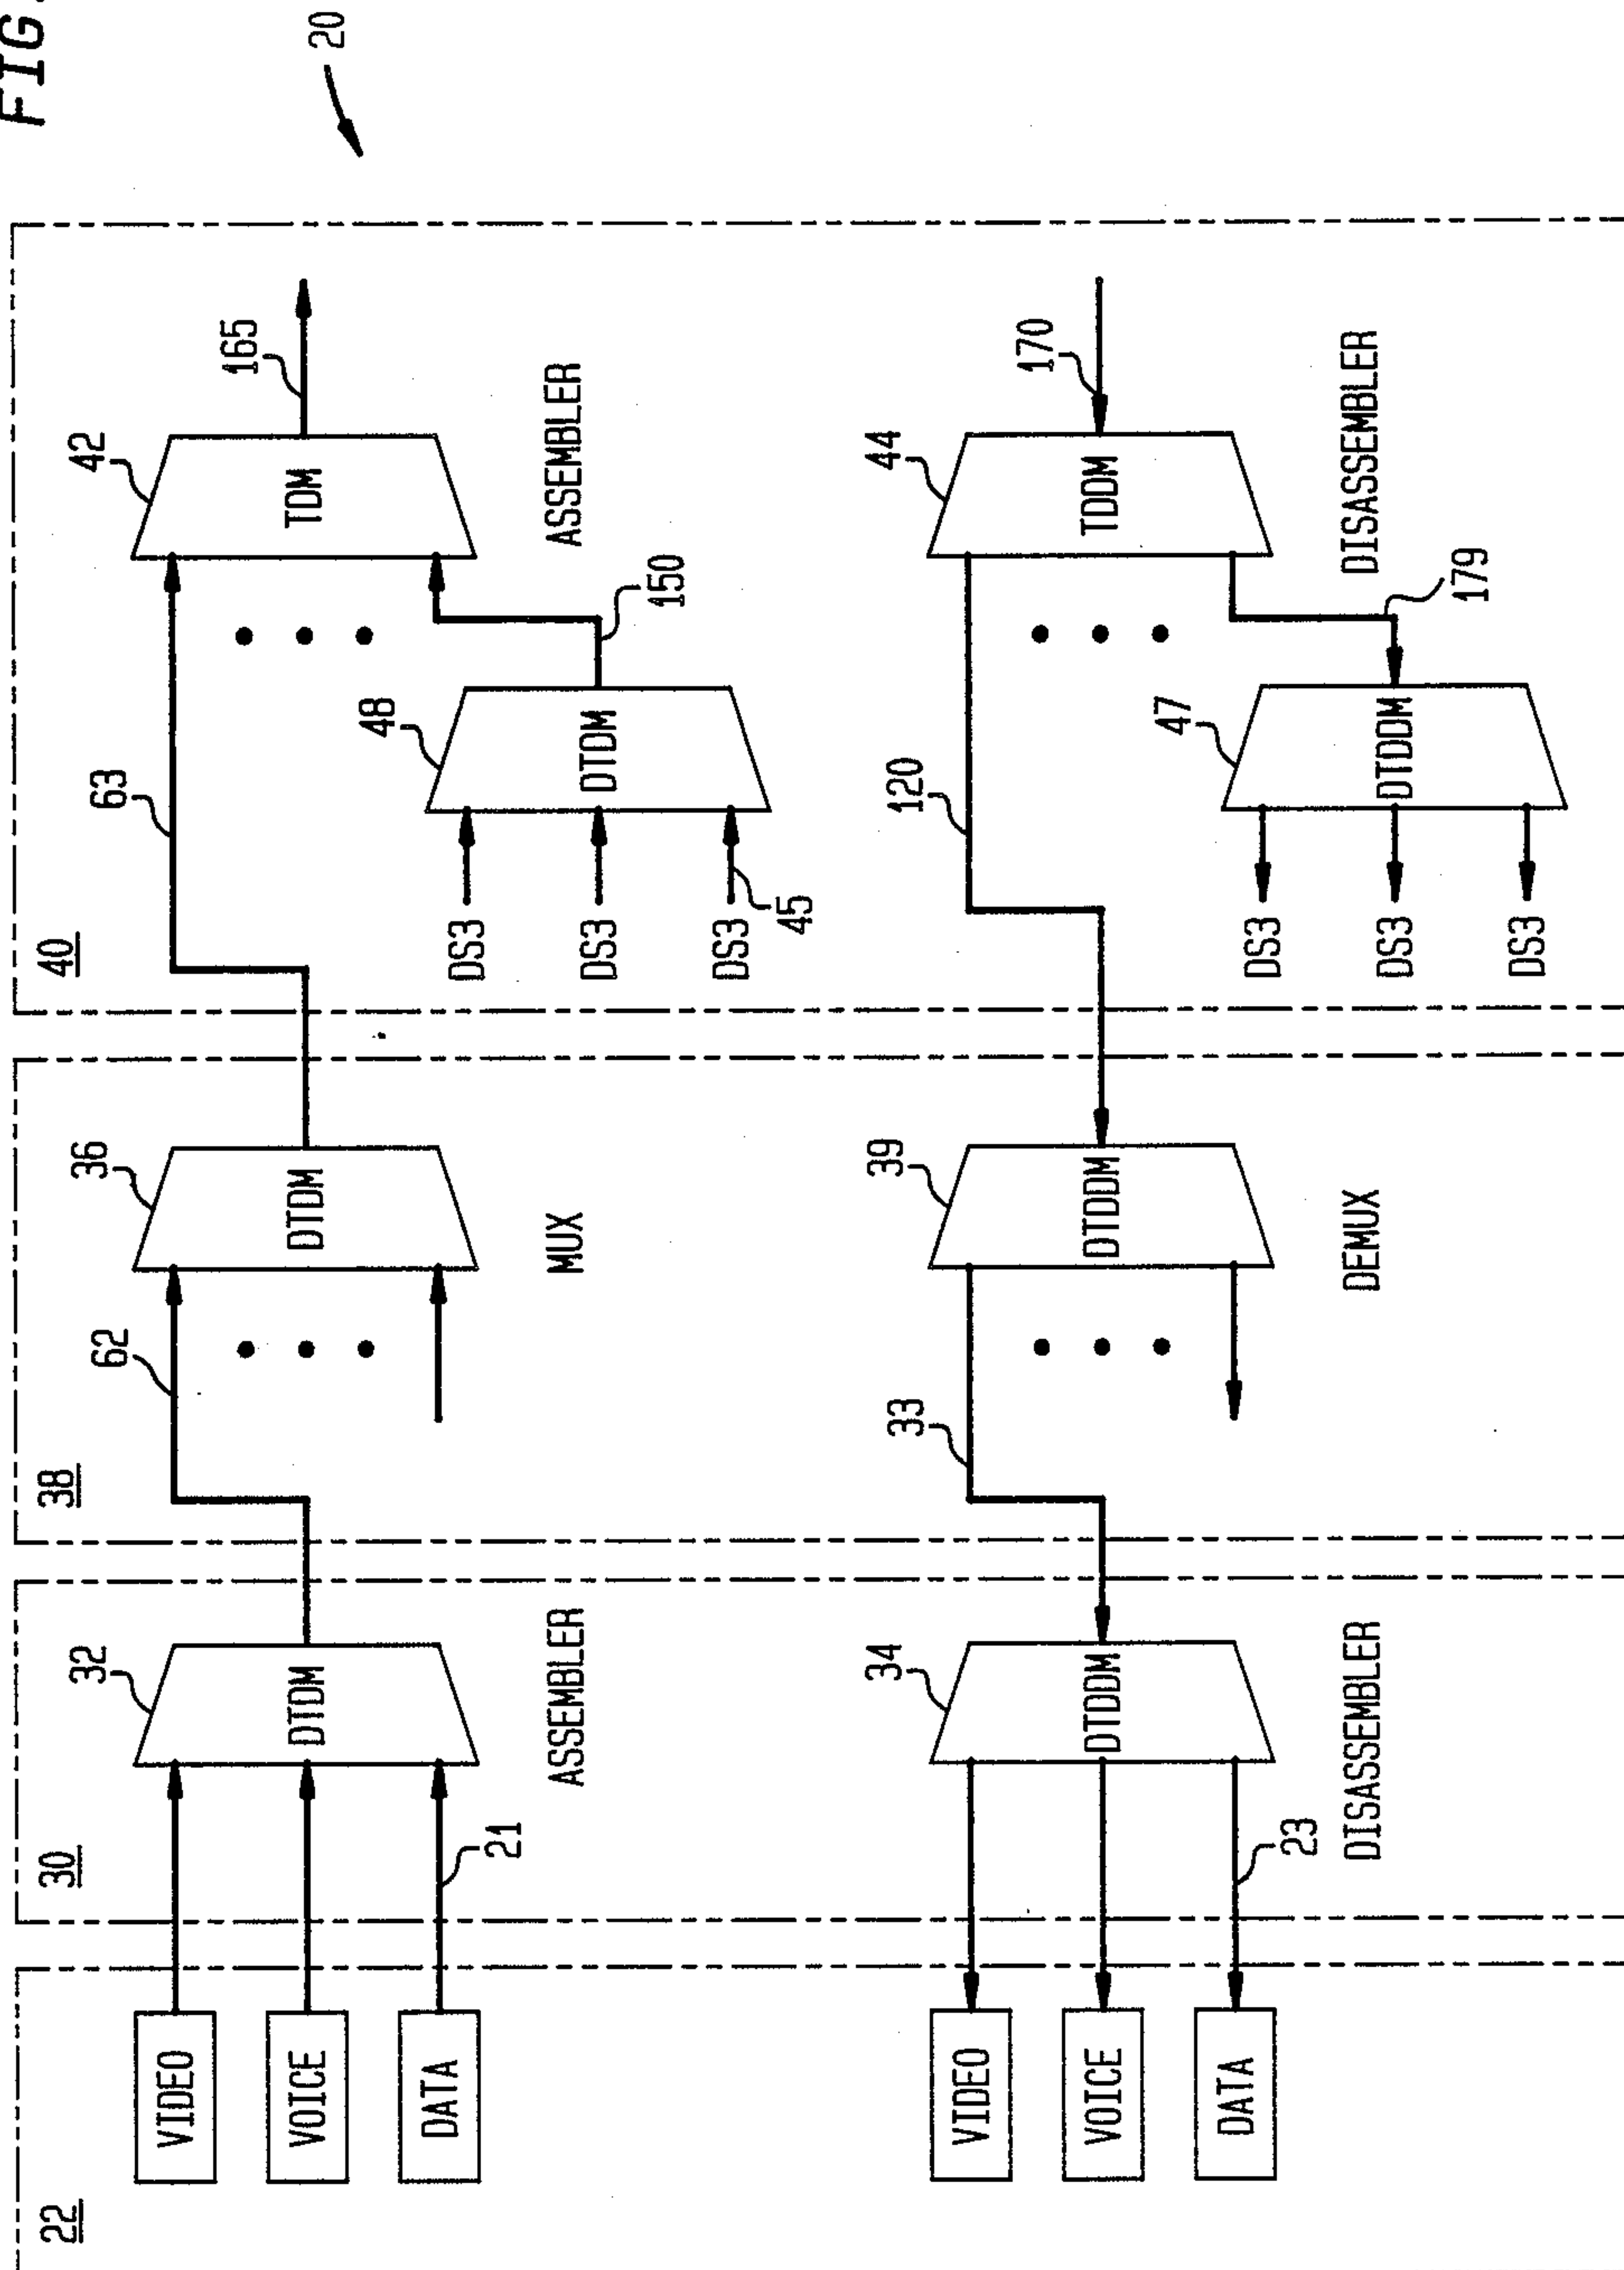 FIG.
22 30 38 40
32 36 42
62 63
VIDEO
165
VOICE DTDM DTDM TDM
20
48
DATA
DS3
21
ASSEMBLER MUX ASSEMBLER
DS3 DTDM
150
DS3
45
34 39 44
33 120
VIDEO
170
VOICE DTDDM DTDDM TDDM
47
DATA
DS3
23
DISASSEMBLER DEMUX DISASSEMBLER
DS3 DTDDM
179
DS3